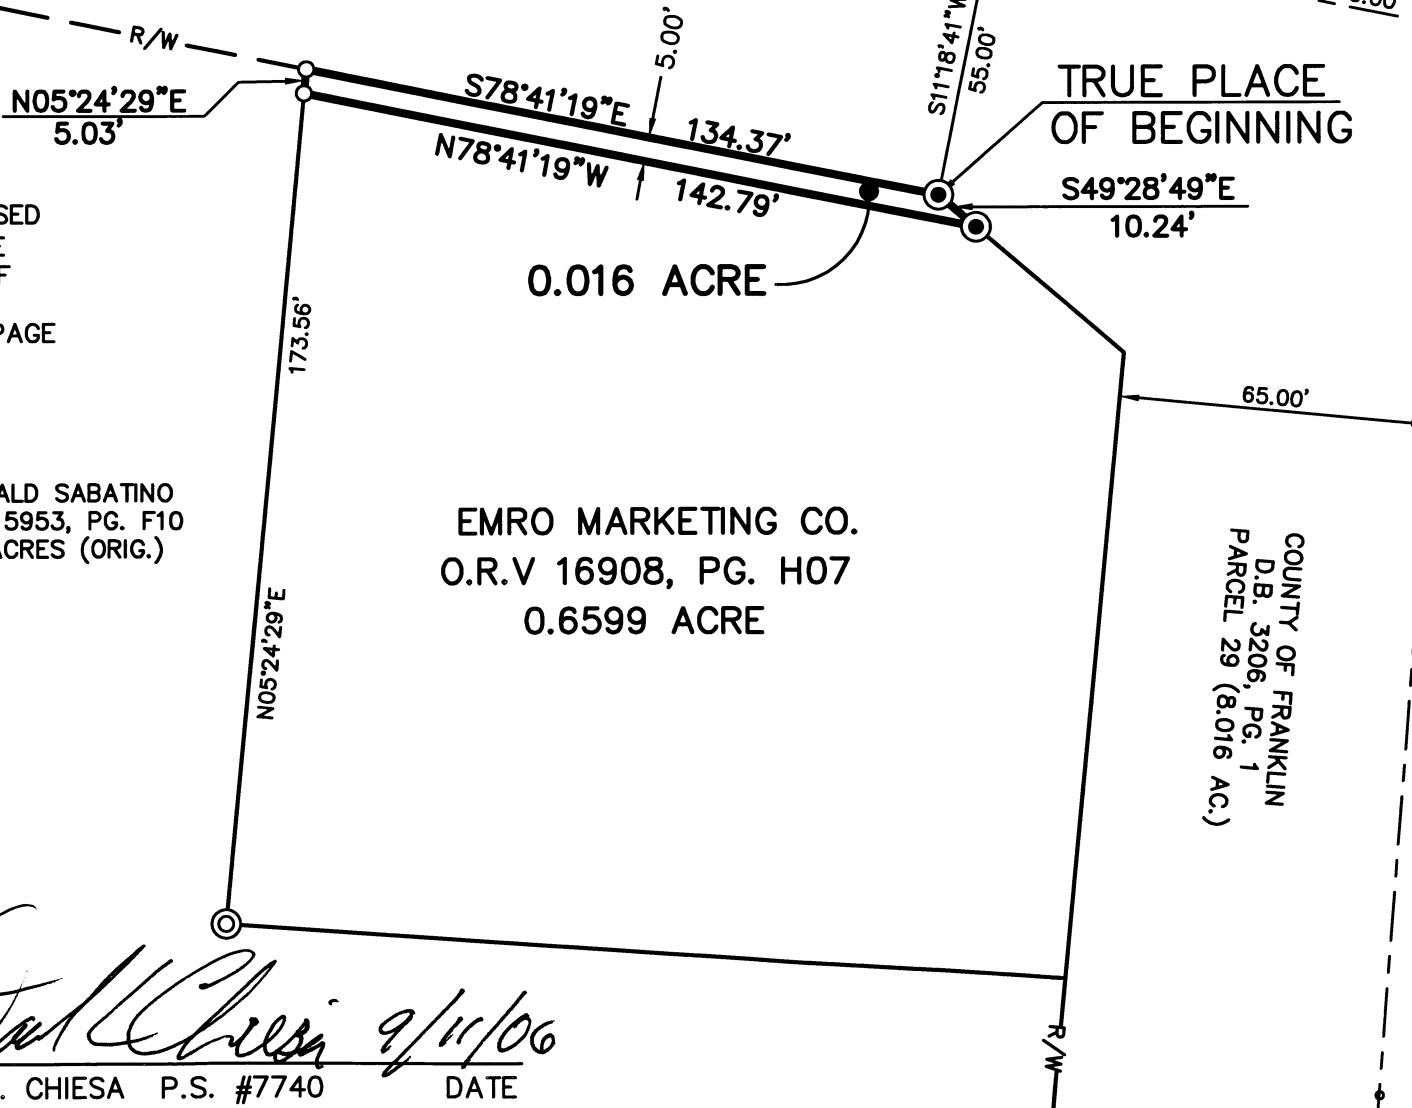 R/W
5.00'
S11°18'41"W
55.00'
TRUE PLACE
OF BEGINNING
N05°24'29"E
5.03'
S78°41'19"E
134.37'
N78°41'19"W
142.79'
S49°28'49"E
10.24'
0.016 ACRE
PAGE
173.56'
65.00'
SABATINO
5953, PG. F10
(ORIG.)
EMRO MARKETING CO.
O.R.V 16908, PG. H07
0.6599 ACRE
N05°24'29"E
COUNTY OF FRANKLIN
D.B. 3206, PG. 1
PARCEL 29 (8.016 AC.)
Chiesa 9/11/06
R/W
CHIESA P.S. #7740 DATE